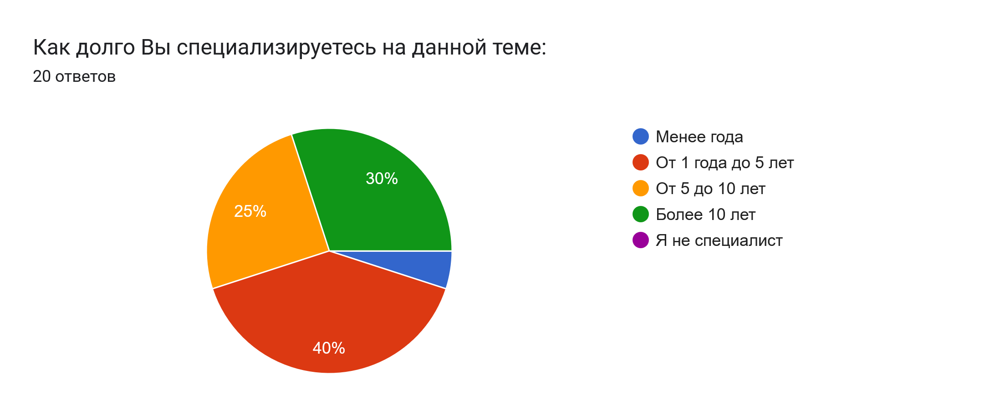 Как долго Вы специализируетесь на данной теме:
20 ответов
30%
25%
40%
Менее года
От 1 года до 5 лет
От 5 до 10 лет
Более 10 лет
Я не специалист